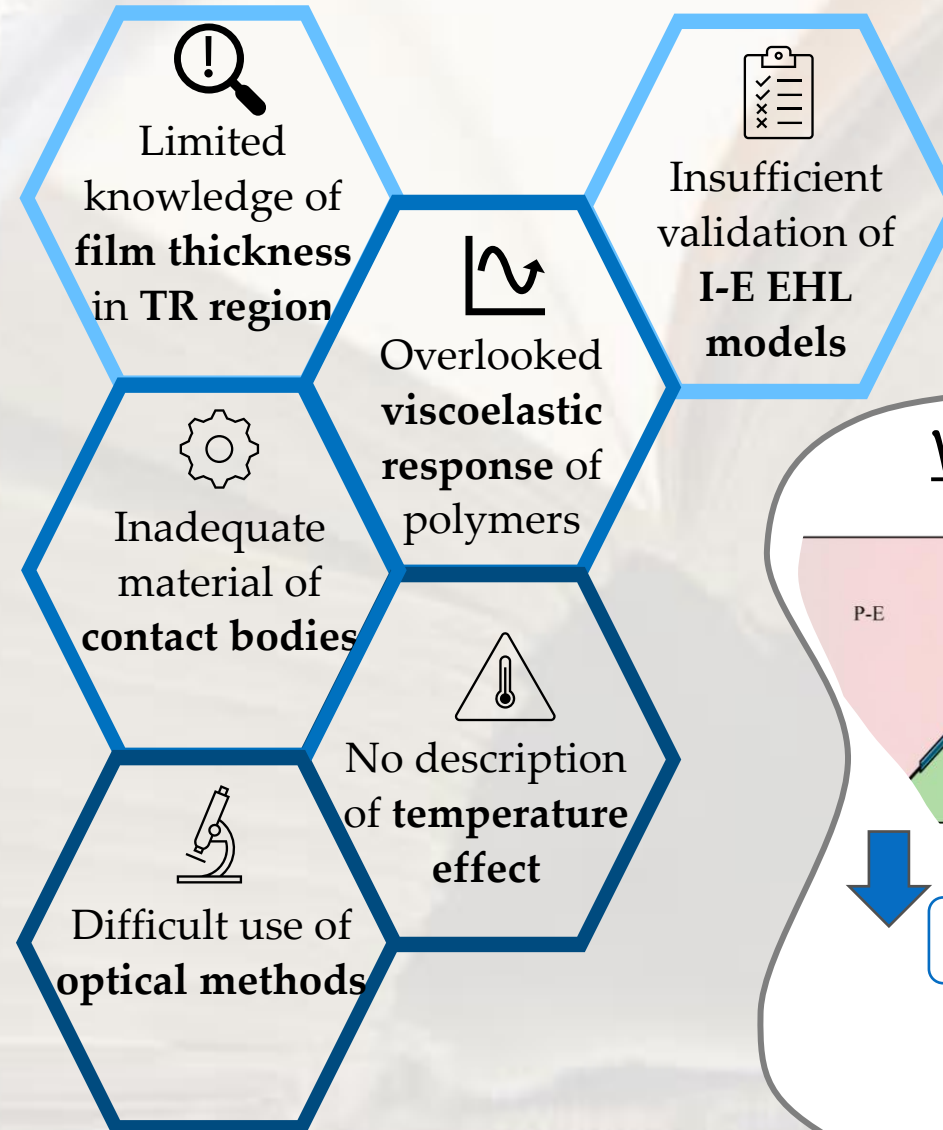 Limited
knowledge of
film thickness
in TR region
Insufficient
validation of
I-E EHL
models
Overlooked
viscoelastic
response of
polymers
Inadequate
material of
contact bodies
No description
of temperature
effect
Difficult use of
optical methods
P-E